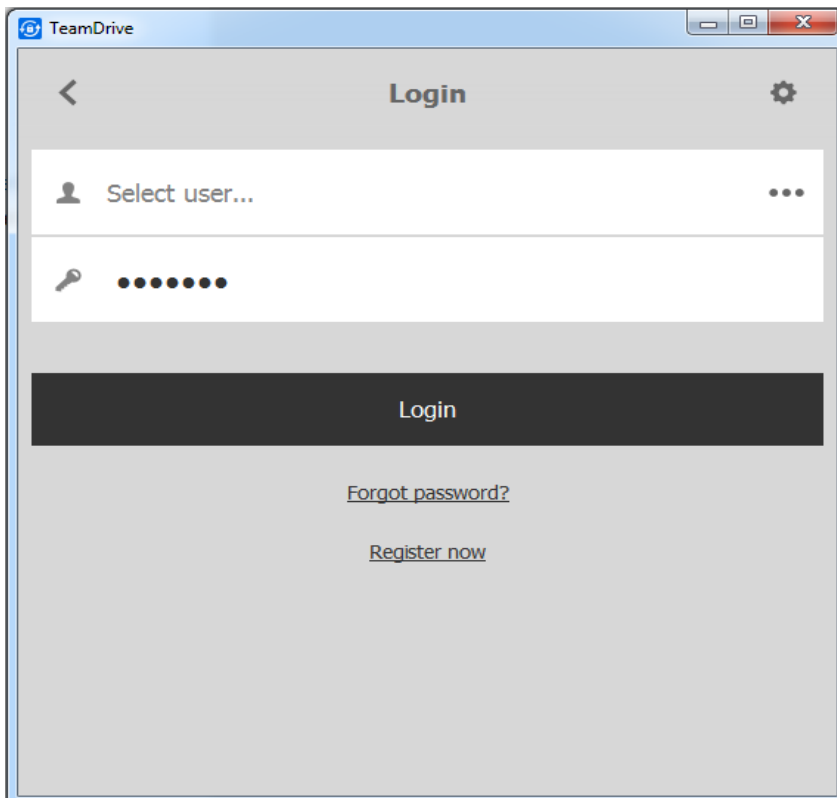 TeamDrive
Login
Select user...
•••••••
Login
Forgot password?
Register now